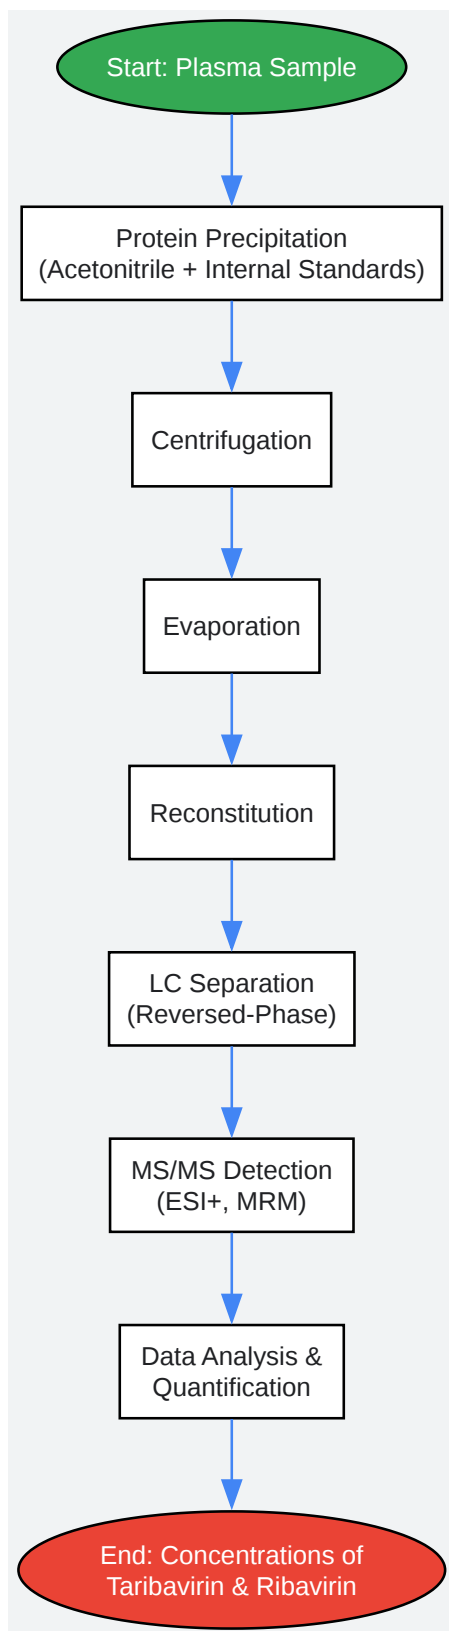 Start: Plasma Sample
Protein Precipitation
(Acetonitrile + Internal Standards)
Centrifugation
Evaporation
Reconstitution
LC Separation
(Reversed-Phase)
MS/MS Detection
(ESI+, MRM)
Data Analysis &
Quantification
End: Concentrations of
Taribavirin & Ribavirin